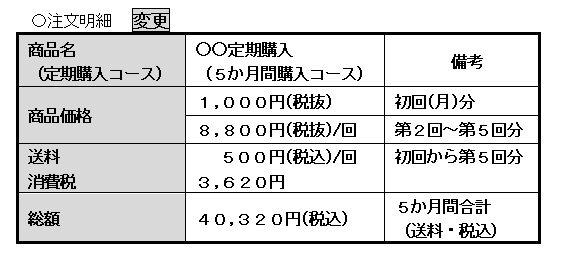 ○注文明細 変更
商品名 〇〇定期購入 備考
(定期購入コース) (5か月間購入コース)
商品価格 1,000円(税抜) 初回(月)分
8,800円(税抜)/回 第2回～第5回分
送料 500円(税込)/回 初回から第5回分
消費税 3,620円
総額 40,320円(税込) 5か月間合計
(送料・税込)